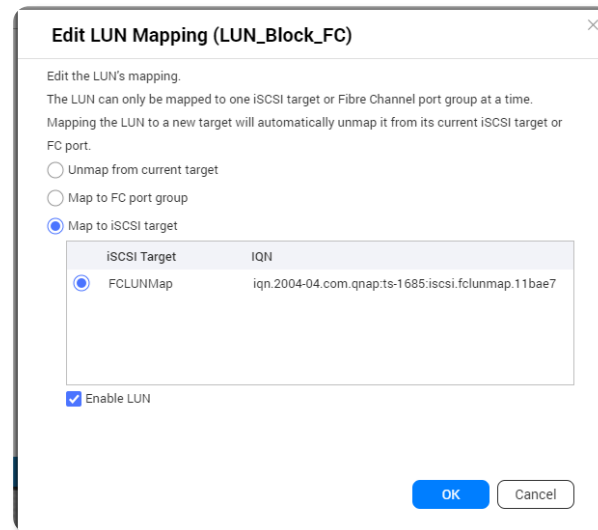 Edit LUN Mapping (LUN_Block_FC)
Edit the LUN's mapping.
The LUN can only be mapped to one iSCSI target or Fibre Channel port group at a time.
Mapping the LUN to a new target will automatically unmap it from its current iSCSI target or
FC port.
Unmap from current target
Map to FC port group
Map to iSCSI target
iSCSI Target IQN
FCLUNMap iqn.2004-04.com.qnap:ts-1685:iscsi.fclunmap.11bae7
Enable LUN
OK Cancel